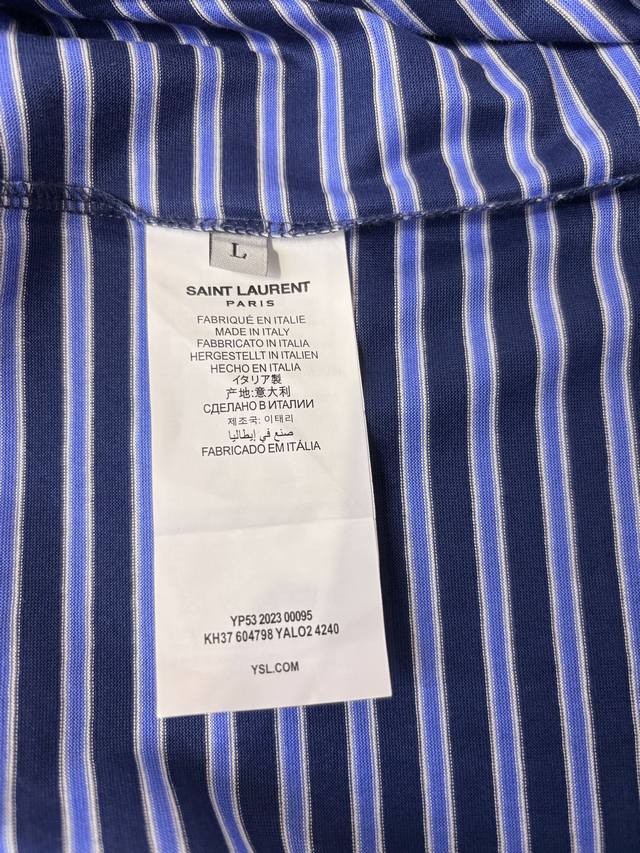 L
SAINT LAURENT
PARIS
FABRIQUÉ EN ITALIE
MADE IN ITALY
FABBRICATO IN ITALIA
HERGESTELLT IN ITALIEN
HECHO EN ITALIA
イタリア製
产地:意大利
СДЕЛАНО В ИТАЛИИ
제조국: 이태리
صنع في إيطاليا
FABRICADO EM ITÁLIA
YP53 2023 00095
KH37 604798 YALO2 4240
YSL.COM